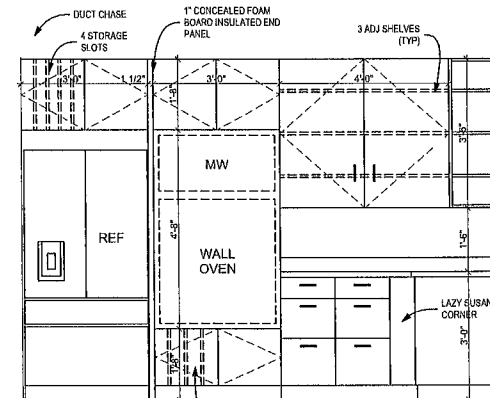 DUCT CHASE
1" CONCEALED FOAM
BOARD INSULATED END
PANEL
4 STORAGE
SLOTS
3 ADJ SHELVES
(TYP)
3'-0"
1 1/2"
3'-0"
4'-0"
1'-8"
3'-6"
MW
4'-8"
REF
WALL
OVEN
1'-6"
LAZY SUSAN
CORNER
3'-0"
1'-8"